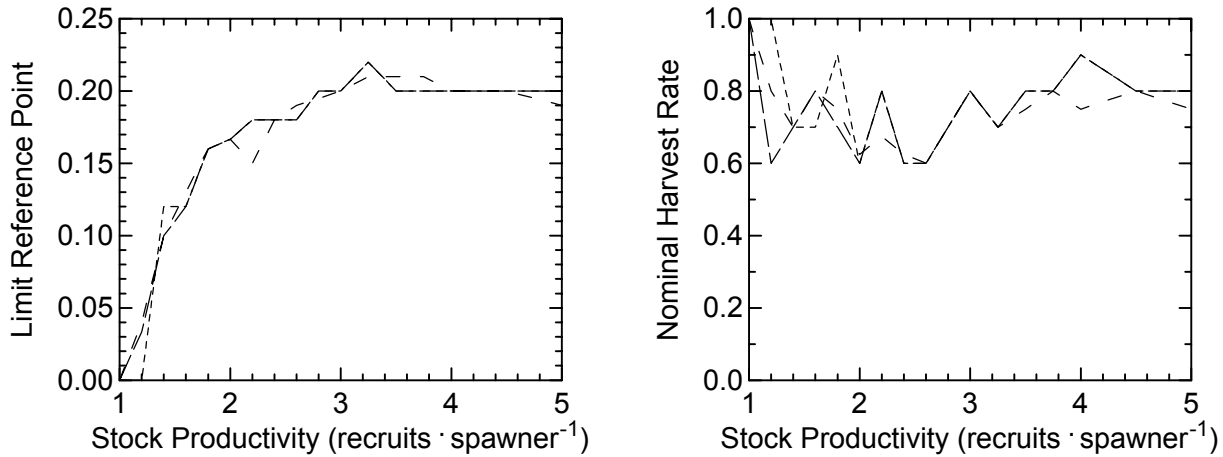 Limit Reference Point
0.25
0.20
0.15
0.10
0.05
0.00
1 2 3 4 5
Stock Productivity (recruits · spawner⁻¹)
Nominal Harvest Rate
1.0
0.8
0.6
0.4
0.2
0.0
1 2 3 4 5
Stock Productivity (recruits · spawner⁻¹)